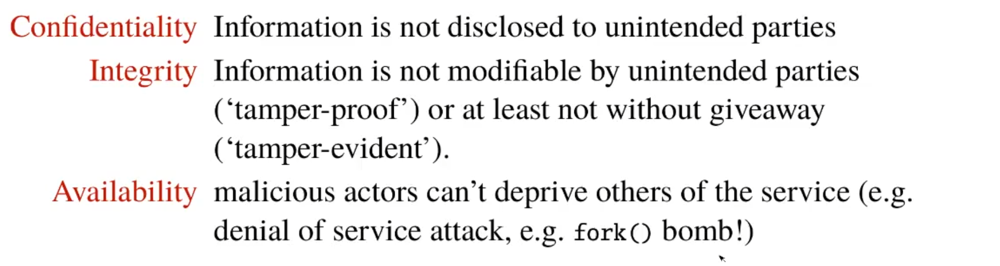 Confidentiality Information is not disclosed to unintended parties
Integrity Information is not modifiable by unintended parties
(‘tamper-proof’) or at least not without giveaway
(‘tamper-evident’).
Availability malicious actors can’t deprive others of the service (e.g.
denial of service attack, e.g. fork() bomb!)